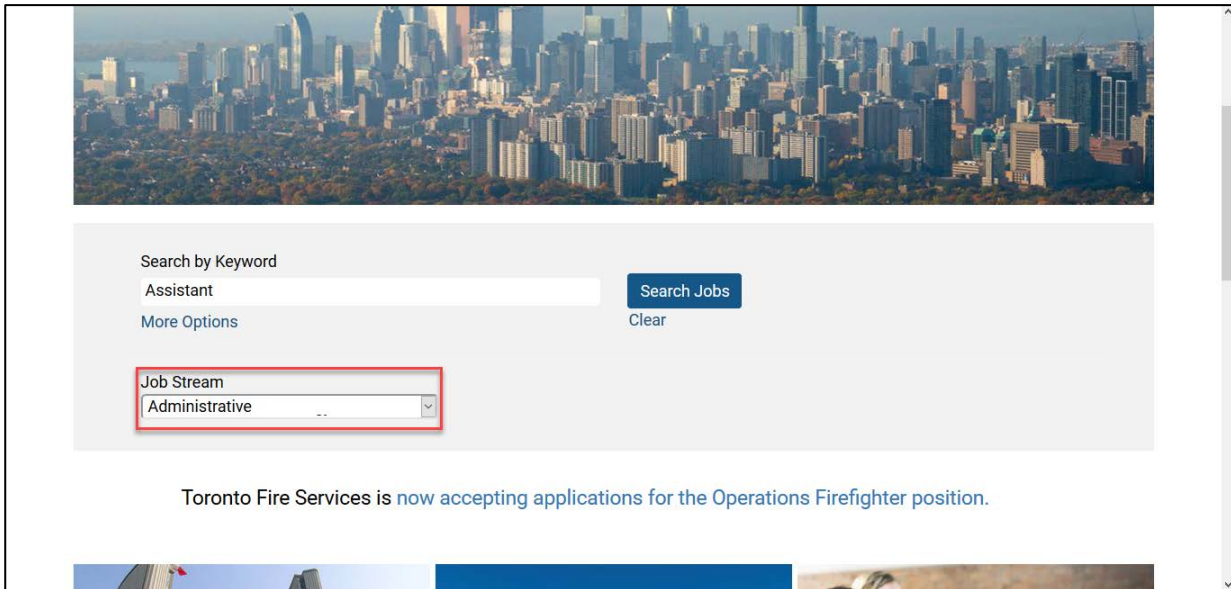 Search by Keyword
Assistant
Search Jobs
More Options
Clear
Job Stream
Administrative
Toronto Fire Services is now accepting applications for the Operations Firefighter position.